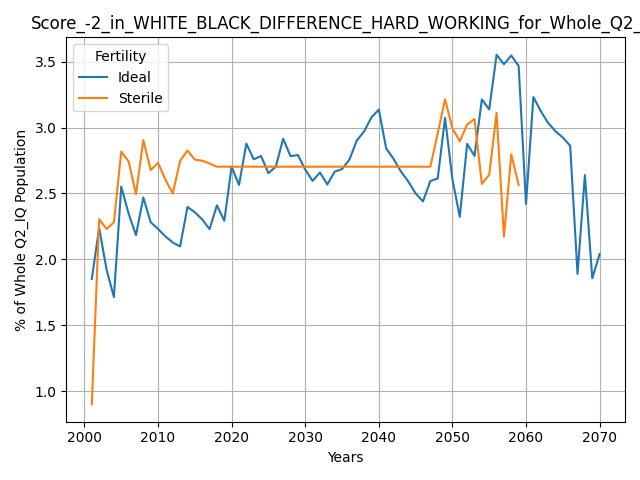 Score_-2_in_WHITE_BLACK_DIFFERENCE_HARD_WORKING_for_Whole_Q2_
Fertility
Ideal
Sterile
3.5
3.0
2.5
2.0
1.5
1.0
% of Whole Q2_IQ Population
2000 2010 2020 2030 2040 2050 2060 2070
Years